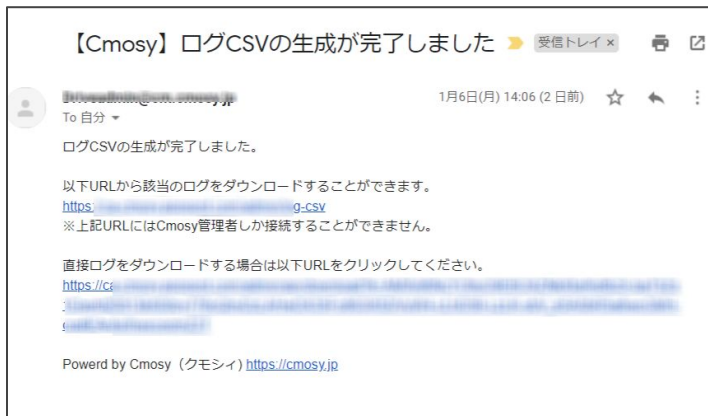 【Cmosy】ログCSVの生成が完了しました 受信トレイ ×
1月6日(月) 14:06 (2 日前)
To 自分
ログCSVの生成が完了しました。
以下URLから該当のログをダウンロードすることができます。
https: g-csv
※上記URLにはCmosy管理者しか接続することができません。
直接ログをダウンロードする場合は以下URLをクリックしてください。
https://c
Powerd by Cmosy（クモシィ) https://cmosy.jp